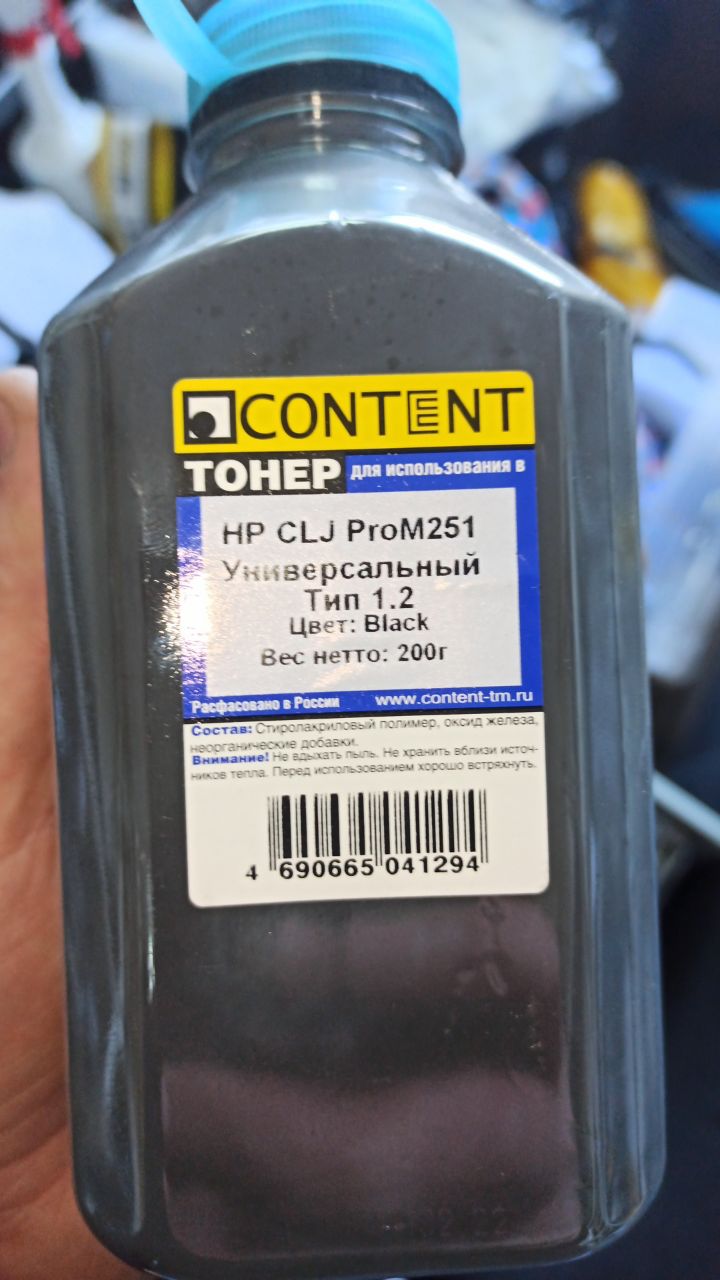 CONTENT
ТОНЕР для использования в
HP CLJ ProM251
Универсальный
Тип 1.2
Цвет: Black
Вес нетто: 200г
Расфасовано в России www.content-tm.ru
Состав: Стиролакриловый полимер, оксид железа,
неорганические добавки.
Внимание! Не вдыхать пыль. Не хранить вблизи источ-
ников тепла. Перед использованием хорошо встряхнуть.
4 690665 041294